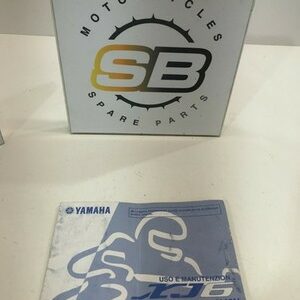 MOTORCYCLES
SB
SPARE PARTS
YAMAHA
USO E MANUTENZIONE
XJ6